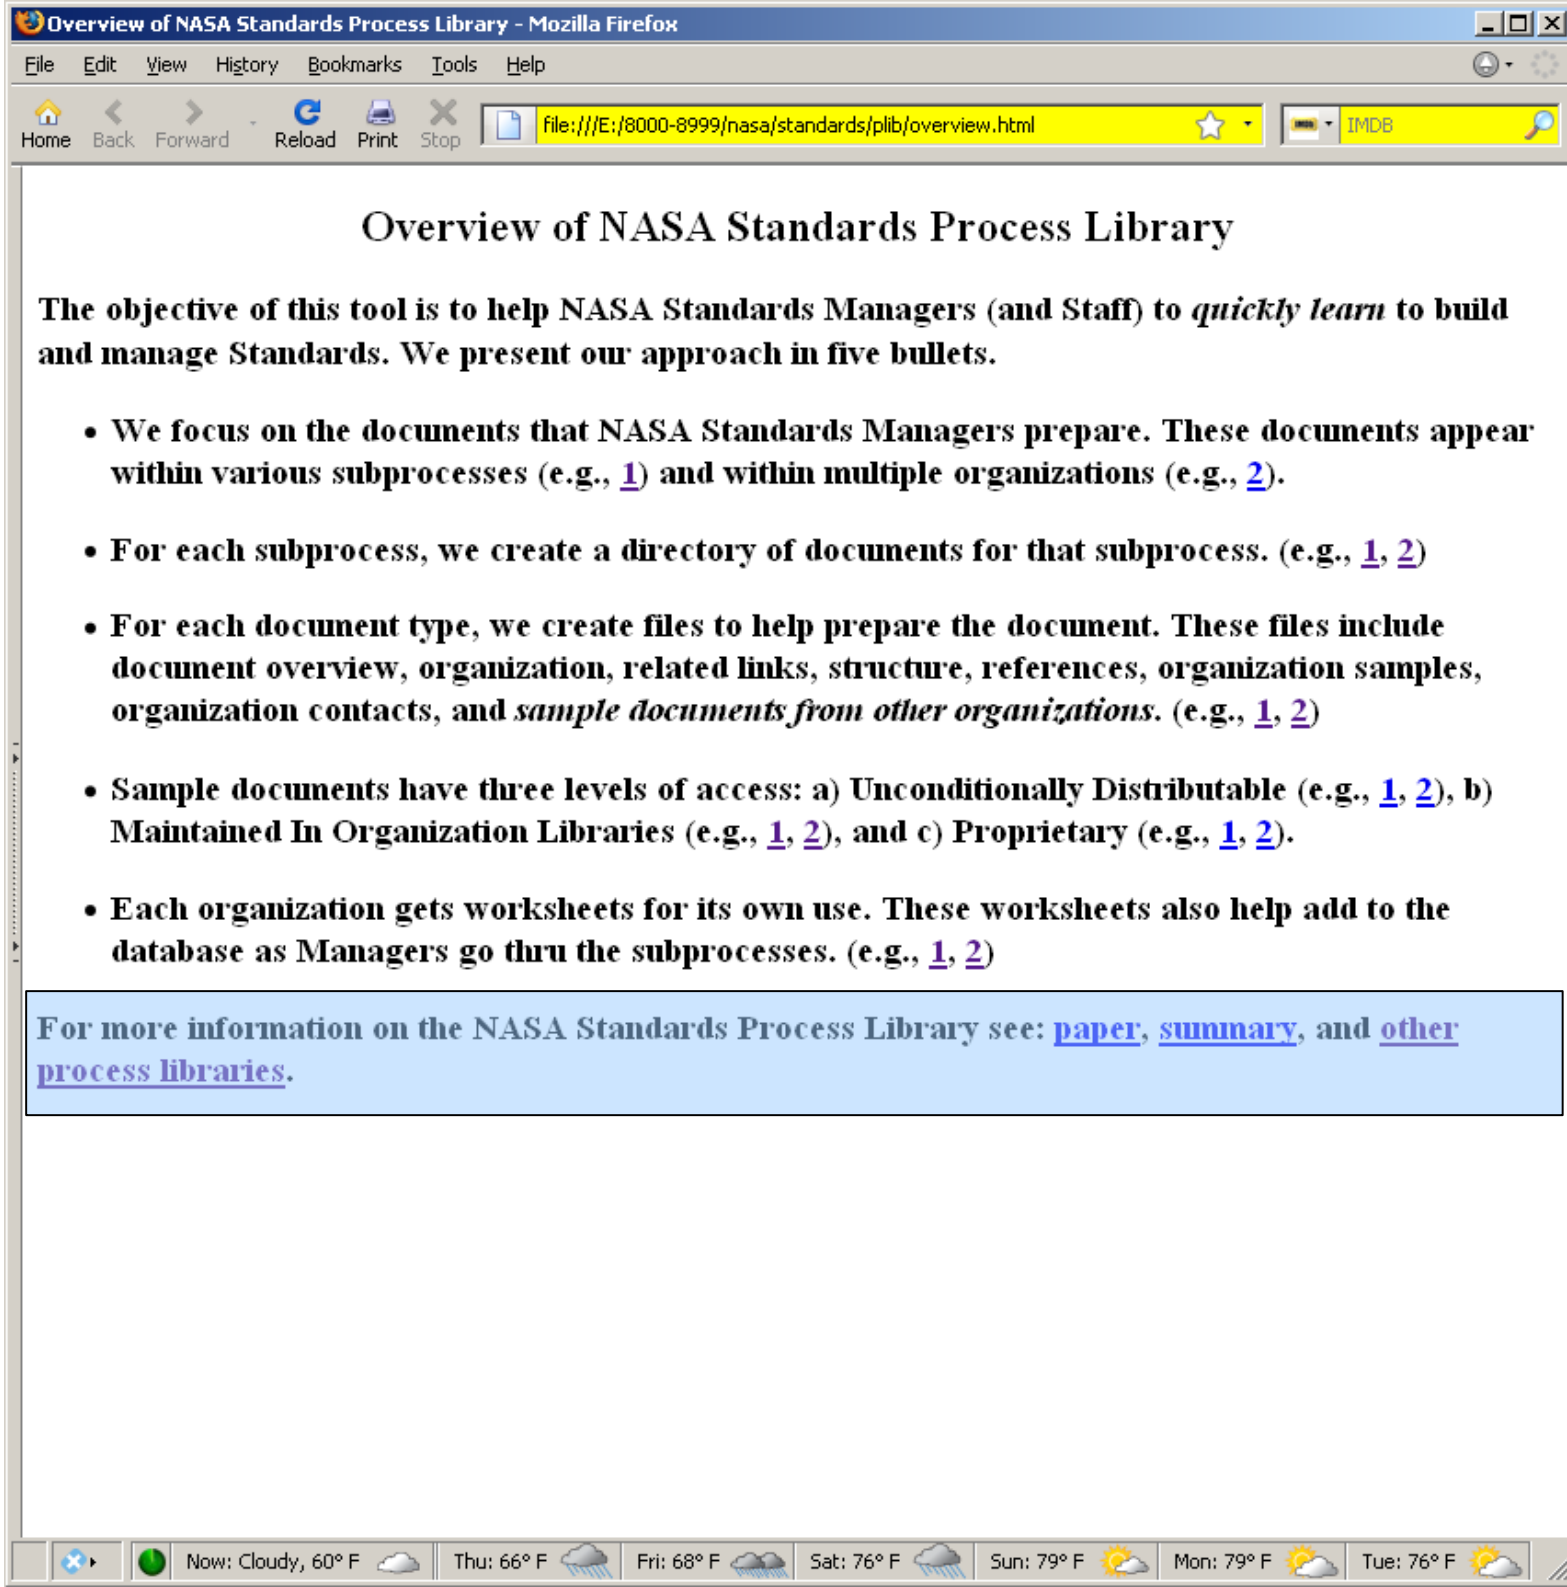 Overview of NASA Standards Process Library - Mozilla Firefox
File Edit View History Bookmarks Tools Help
Home Back Forward Reload Print Stop file:///E:/8000-8999/nasa/standards/plib/overview.html IMDB
Overview of NASA Standards Process Library
The objective of this tool is to help NASA Standards Managers (and Staff) to quickly learn to build
and manage Standards. We present our approach in five bullets.
• We focus on the documents that NASA Standards Managers prepare. These documents appear
within various subprocesses (e.g., 1) and within multiple organizations (e.g., 2).
• For each subprocess, we create a directory of documents for that subprocess. (e.g., 1, 2)
• For each document type, we create files to help prepare the document. These files include
document overview, organization, related links, structure, references, organization samples,
organization contacts, and sample documents from other organizations. (e.g., 1, 2)
• Sample documents have three levels of access: a) Unconditionally Distributable (e.g., 1, 2), b)
Maintained In Organization Libraries (e.g., 1, 2), and c) Proprietary (e.g., 1, 2).
• Each organization gets worksheets for its own use. These worksheets also help add to the
database as Managers go thru the subprocesses. (e.g., 1, 2)
For more information on the NASA Standards Process Library see: paper, summary, and other
process libraries.
Now: Cloudy, 60° F Thu: 66° F Fri: 68° F Sat: 76° F Sun: 79° F Mon: 79° F Tue: 76° F